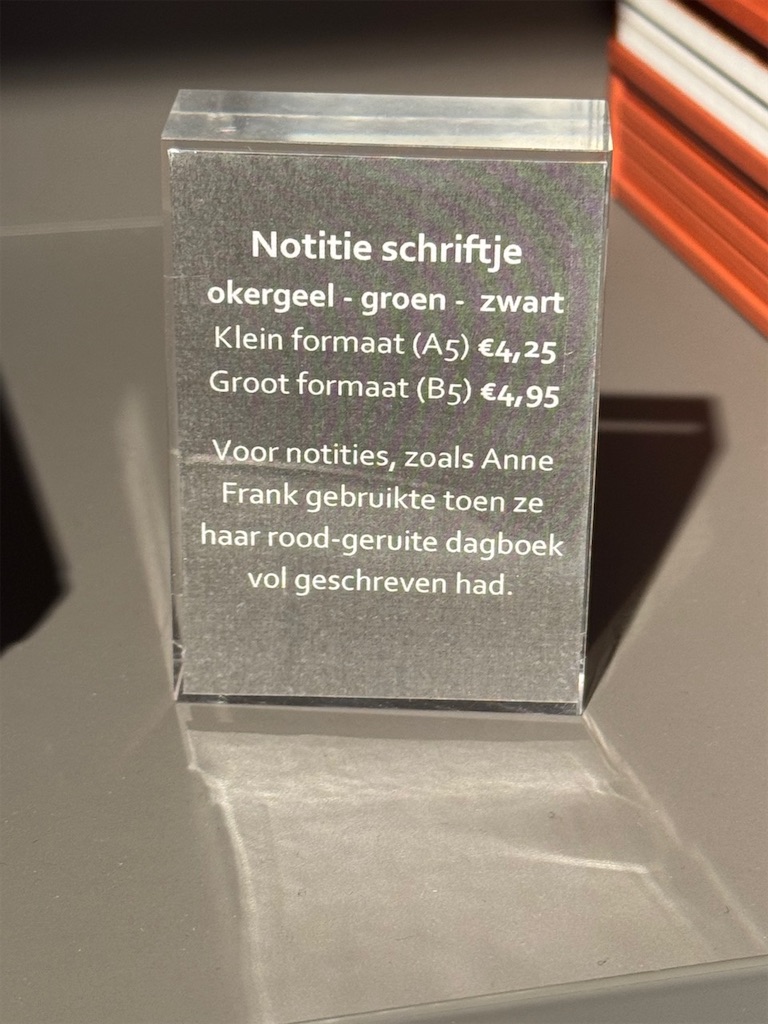 Notitie schriftje
okergeel - groen - zwart
Klein formaat (A5) €4,25
Groot formaat (B5) €4,95
Voor notities, zoals Anne
Frank gebruikte toen ze
haar rood-geruite dagboek
vol geschreven had.